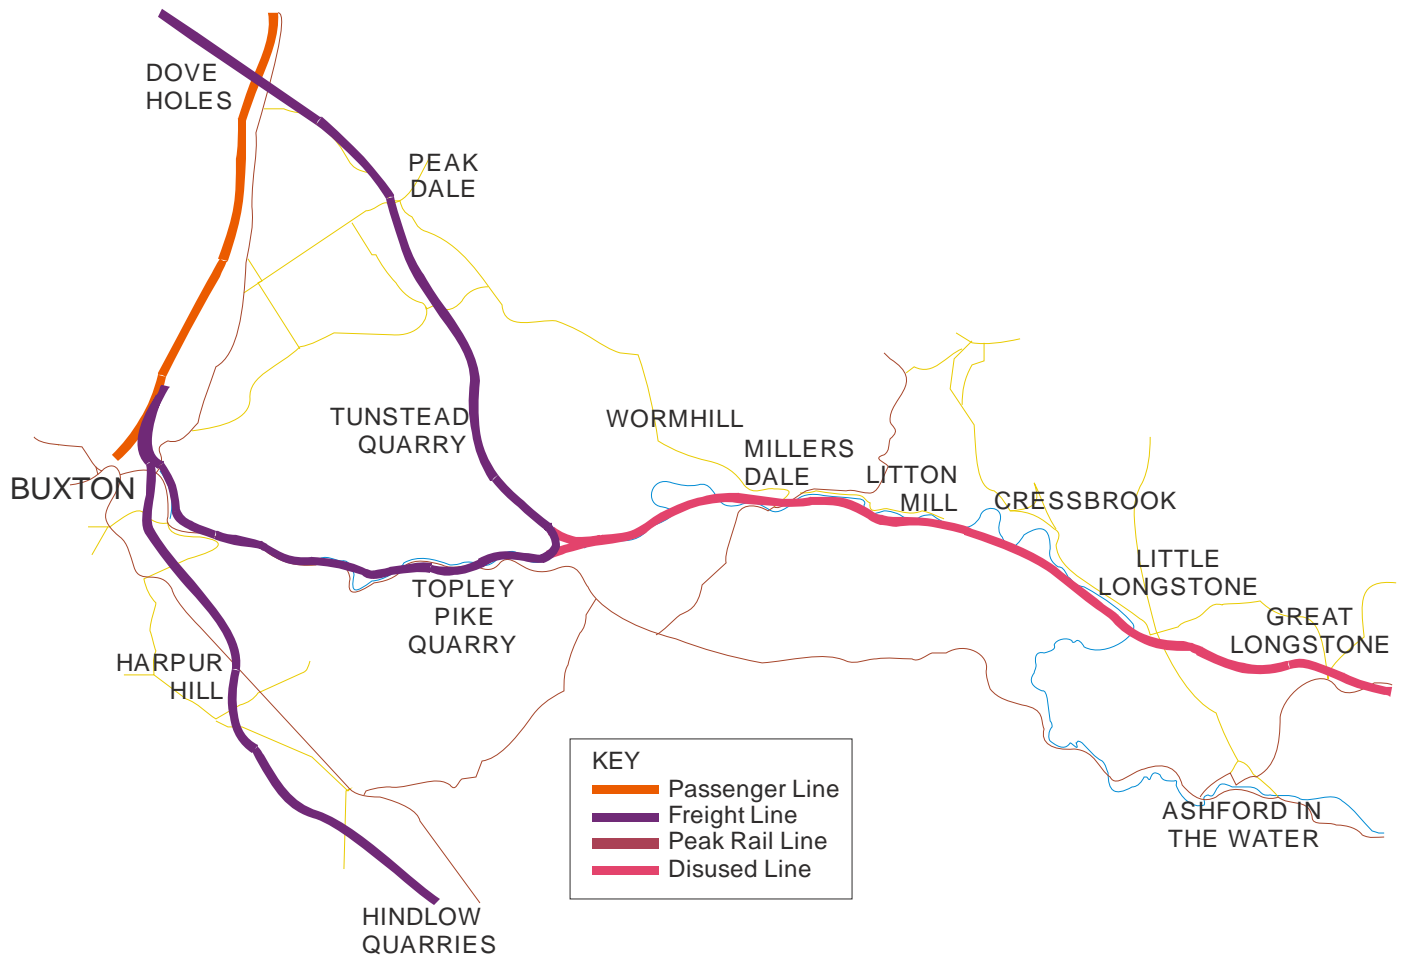 DOVE
HOLES
PEAK
DALE
TUNSTEAD
QUARRY
WORMHILL
MILLERS
DALE
LITTON
MILL
CRESSBROOK
BUXTON
LITTLE
LONGSTONE
GREAT
LONGSTONE
TOPLEY
PIKE
QUARRY
HARPUR
HILL
KEY
Passenger Line
Freight Line
Peak Rail Line
Disused Line
ASHFORD IN
THE WATER
HINDLOW
QUARRIES